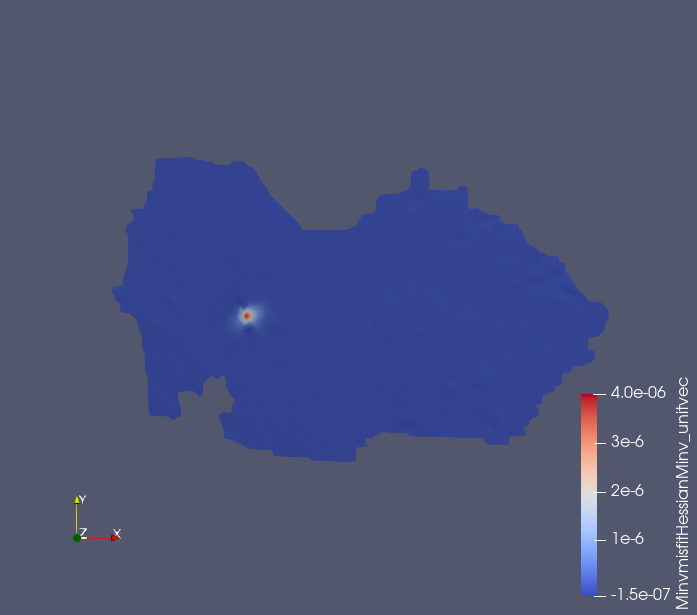 4.0e-06
3e-6
2e-6
1e-6
-1.5e-07
MinvmisfitHessianMinv_unitvec
Y
Z
X